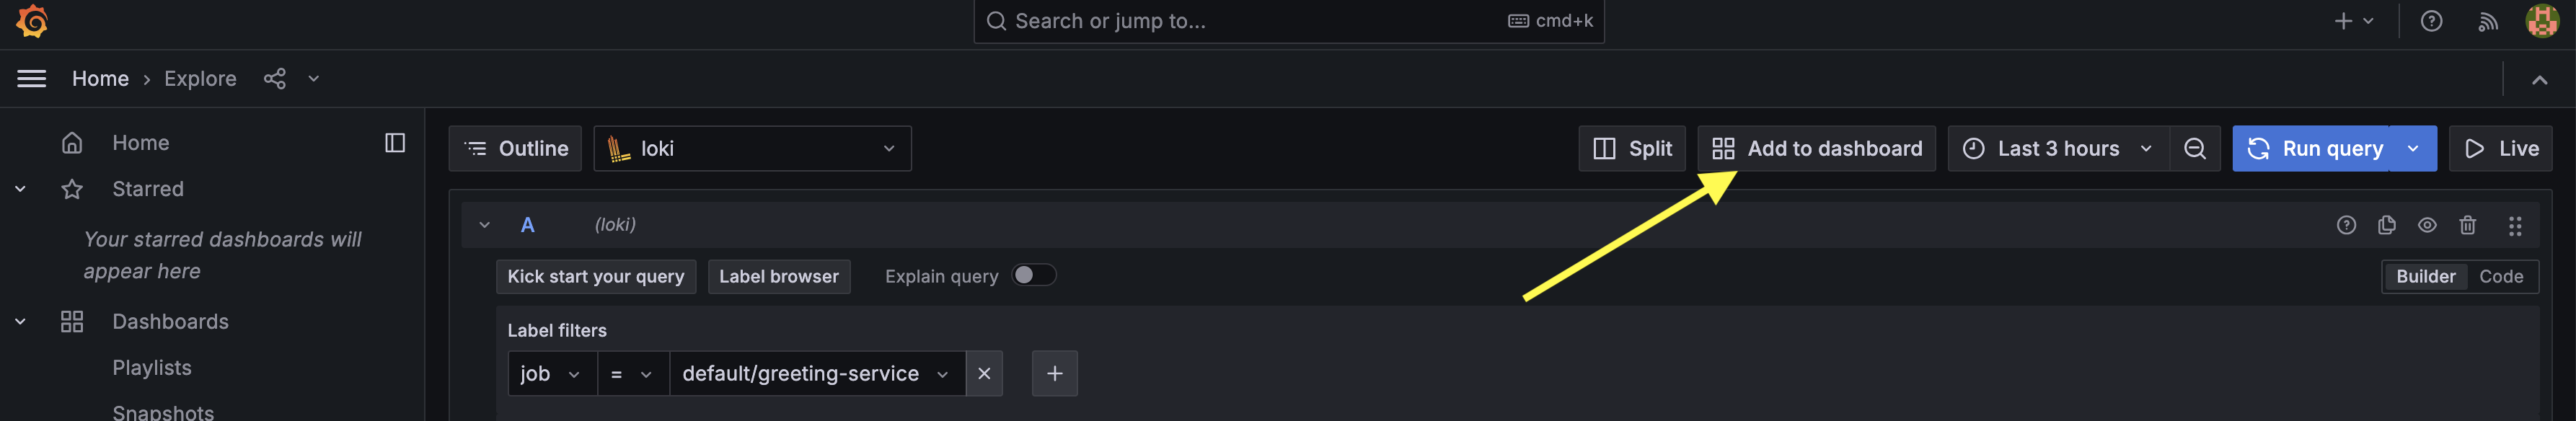 Search or jump to...
cmd+k
Home › Explore
Home
Starred
Your starred dashboards will
appear here
Dashboards
Playlists
Snapshots
Outline
loki
Split
Add to dashboard
Last 3 hours
Run query
Live
A
(loki)
Kick start your query
Label browser
Explain query
Builder
Code
Label filters
job
=
default/greeting-service